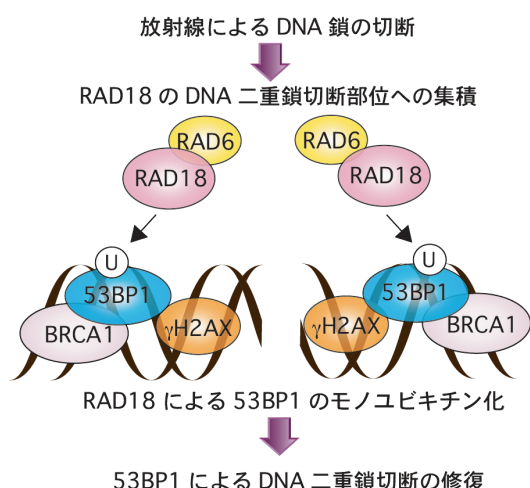 放射線による DNA 鎖の切断
RAD18 の DNA 二重鎖切断部位への集積
RAD6
RAD18
RAD6
RAD18
U
53BP1
BRCA1
γH2AX
U
53BP1
γH2AX
BRCA1
RAD18 による 53BP1 のモノユビキチン化
53BP1 による DNA 二重鎖切断の修復